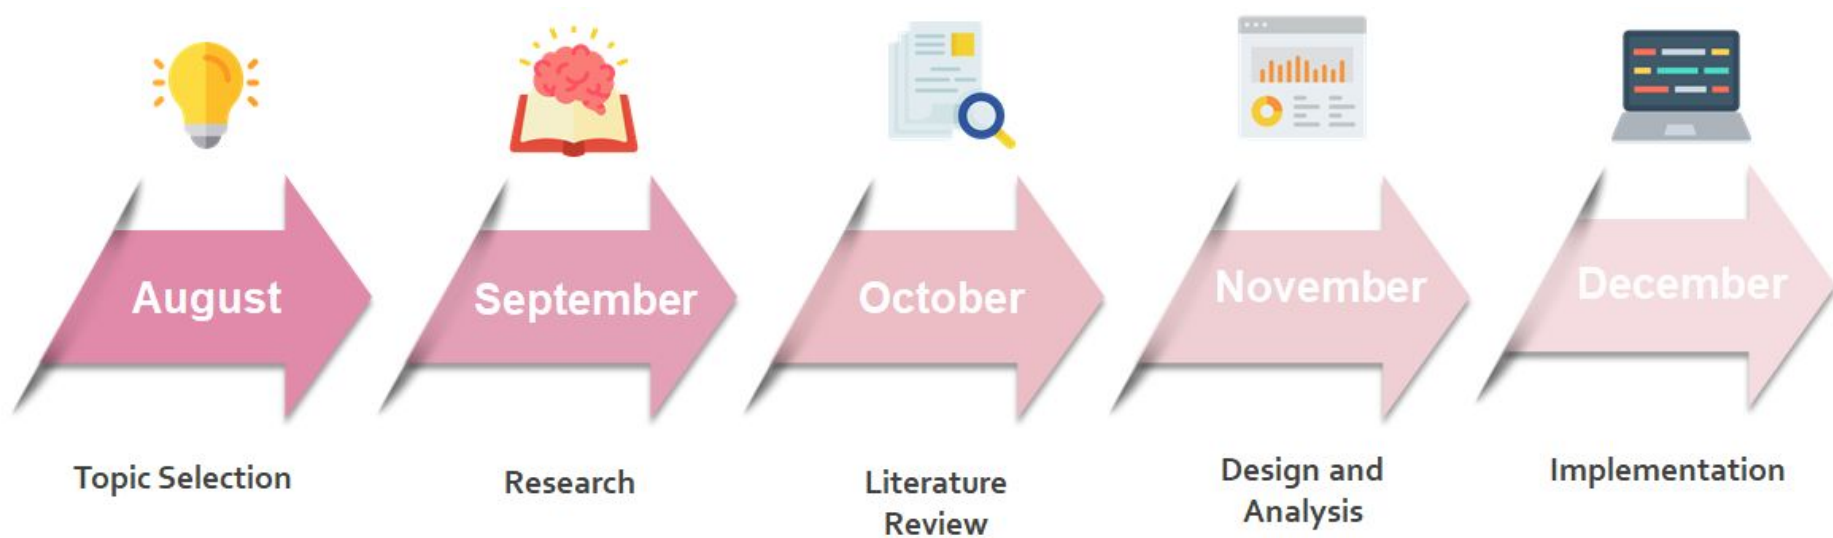 August
September
October
November
December
Topic Selection
Research
Literature
Review
Design and
Analysis
Implementation